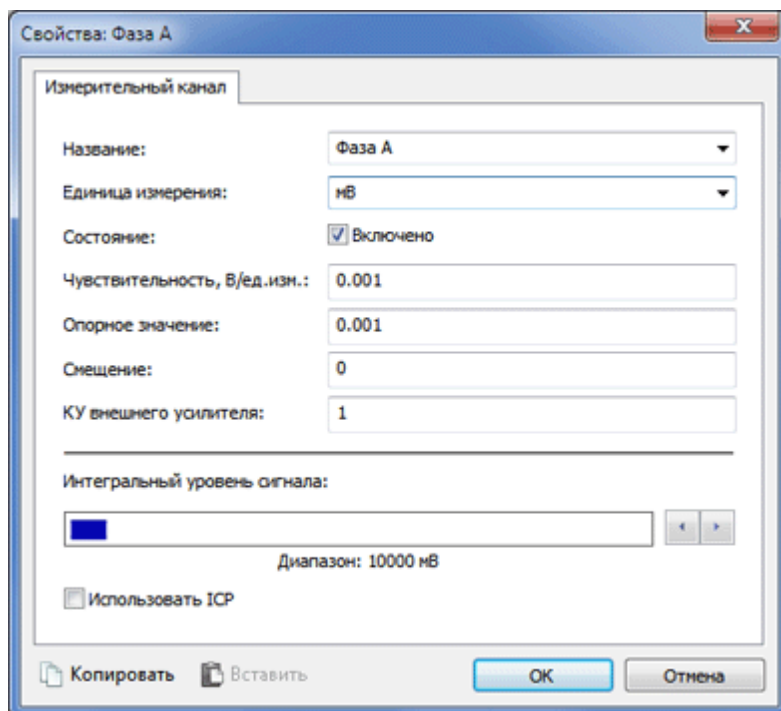 Свойства: Фаза А
Измерительный канал
Название: Фаза А
Единица измерения: мВ
Состояние: Включено
Чувствительность, В/ед.изм.: 0.001
Опорное значение: 0.001
Смещение: 0
КУ внешнего усилителя: 1
Интегральный уровень сигнала:
Диапазон: 10000 мВ
Использовать ICP
Копировать Вставить ОК Отмена